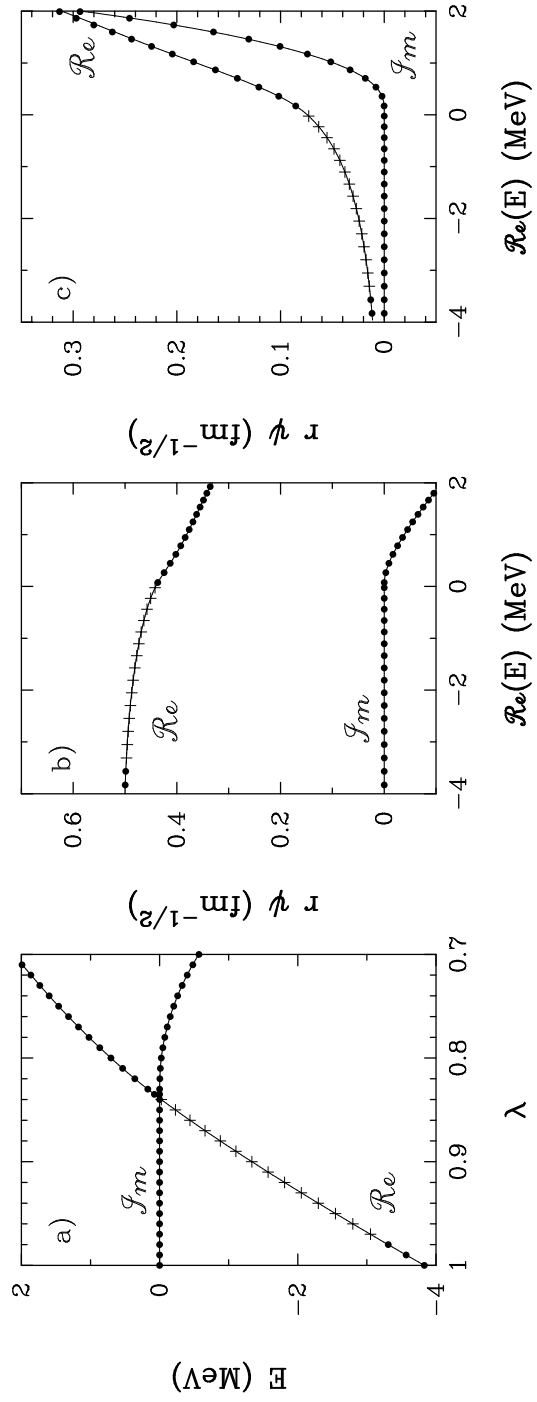 a)
2
0
−2
−4
E (MeV)
1
0.9
0.8
0.7
λ
ℐm
ℛe
b)
0.6
0.4
0.2
0
r ψ (fm−1/2)
−4
−2
0
2
ℛe(E) (MeV)
ℛe
ℐm
c)
0.3
0.2
0.1
0
r ψ (fm−1/2)
−4
−2
0
2
ℛe(E) (MeV)
ℛe
ℐm